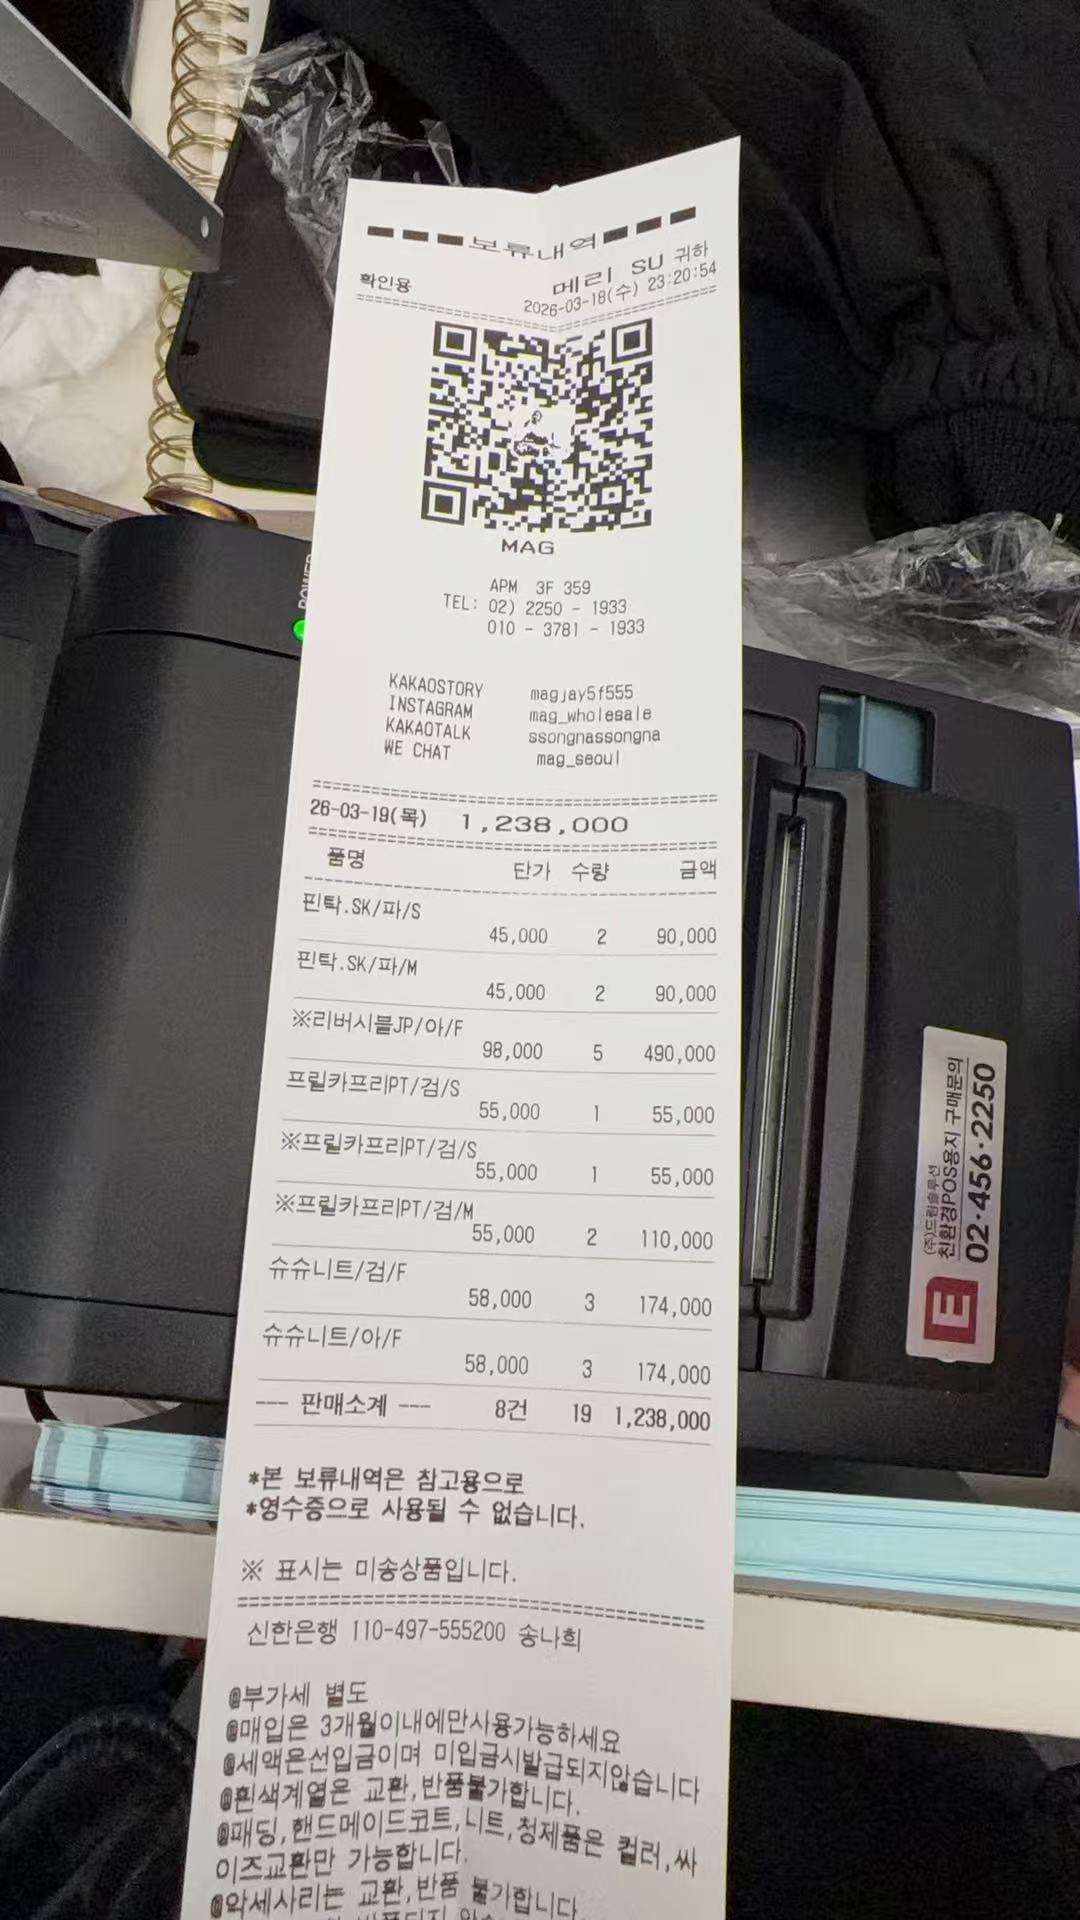 ■■■보류내역■■■
메리 SU 귀하
확인용 2026-03-18(수) 23:20:54
MAG
APM 3F 359
TEL: 02) 2250 - 1933
010 - 3781 - 1933
KAKAOSTORY magjay5f555
INSTAGRAM mag_wholesale
KAKAOTALK ssongnassongna
WE CHAT mag_seoul
26-03-19(목) 1,238,000
품명 단가 수량 금액
핀탁.SK/파/S
45,000 2 90,000
핀탁.SK/파/M
45,000 2 90,000
※리버시블JP/아/F
98,000 5 490,000
프릴카프리PT/검/S
55,000 1 55,000
※프릴카프리PT/검/S
55,000 1 55,000
※프릴카프리PT/검/M
55,000 2 110,000
슈슈니트/검/F
58,000 3 174,000
슈슈니트/아/F
58,000 3 174,000
--- 판매소계 --- 8건 19 1,238,000
*본 보류내역은 참고용으로
*영수증으로 사용될 수 없습니다.
※ 표시는 미송상품입니다.
신한은행 110-497-555200 송나희
@부가세 별도
@매입은 3개월이내에만사용가능하세요
@세액은선입금이며 미입금시발급되지않습니다
@흰색계열은 교환,반품불가합니다.
@패딩,핸드메이드코트,니트,청제품은 컬러,싸
이즈교환만 가능합니다.
@악세사리는 교환,반품 불가합니다.
POWER
(주)드림솔루션
친환경POS용지 구매문의
02·456·2250
E